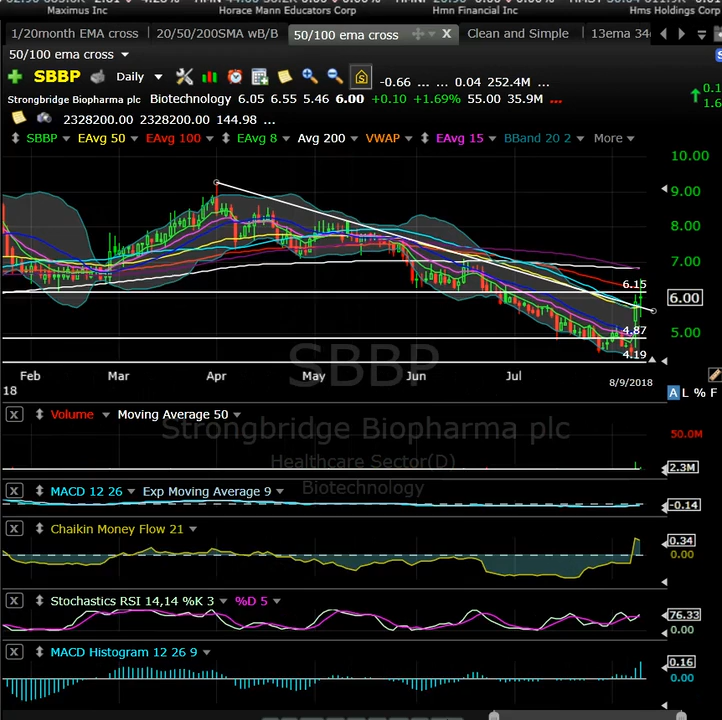 Maximus Inc Horace Mann Educators Corp Hmn Financial Inc Hms Holdings Corp
1/20month EMA cross 20/50/200SMA wB/B 50/100 ema cross X Clean and Simple 13ema 34
50/100 ema cross
SBBP Daily -0.66 ... ... 0.04 252.4M ...
Strongbridge Biopharma plc Biotechnology 6.05 6.55 5.46 6.00 +0.10 +1.69% 55.00 35.9M ...
2328200.00 2328200.00 144.98 ...
SBBP EAvg 50 EAvg 100 EAvg 8 Avg 200 VWAP EAvg 15 BBand 20 2 More
10.00
9.00
8.00
7.00
6.15
6.00
5.00
4.87
4.19
SBBP
Feb Mar Apr May Jun Jul 8/9/2018
18
A L % F
X Volume Moving Average 50
Strongbridge Biopharma plc
50.0M
Healthcare Sector(D)
2.3M
Biotechnology
X MACD 12 26 Exp Moving Average 9
-0.14
X Chaikin Money Flow 21
0.34
0.00
X Stochastics RSI 14,14 %K 3 %D 5
76.33
0.00
X MACD Histogram 12 26 9
0.16
0.00